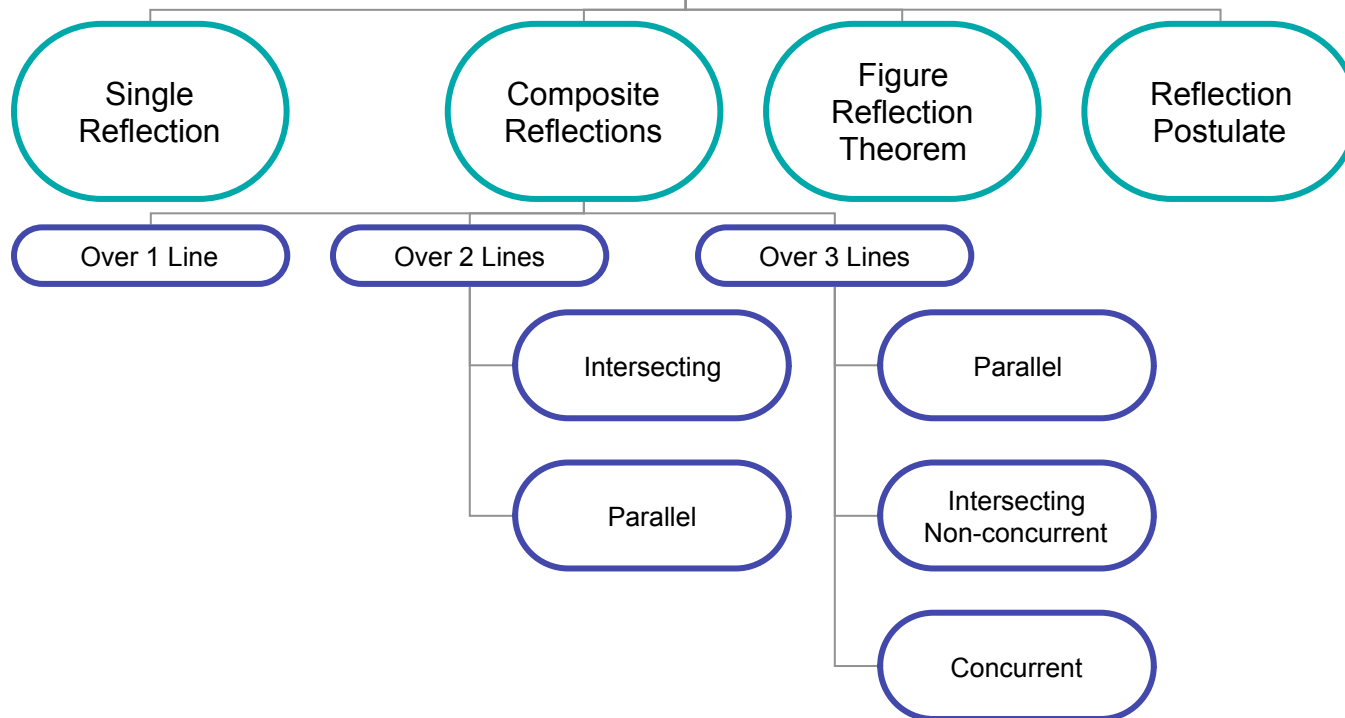 Single
Reflection
Composite
Reflections
Figure
Reflection
Theorem
Reflection
Postulate
Over 1 Line
Over 2 Lines
Over 3 Lines
Intersecting
Parallel
Parallel
Intersecting
Non-concurrent
Concurrent